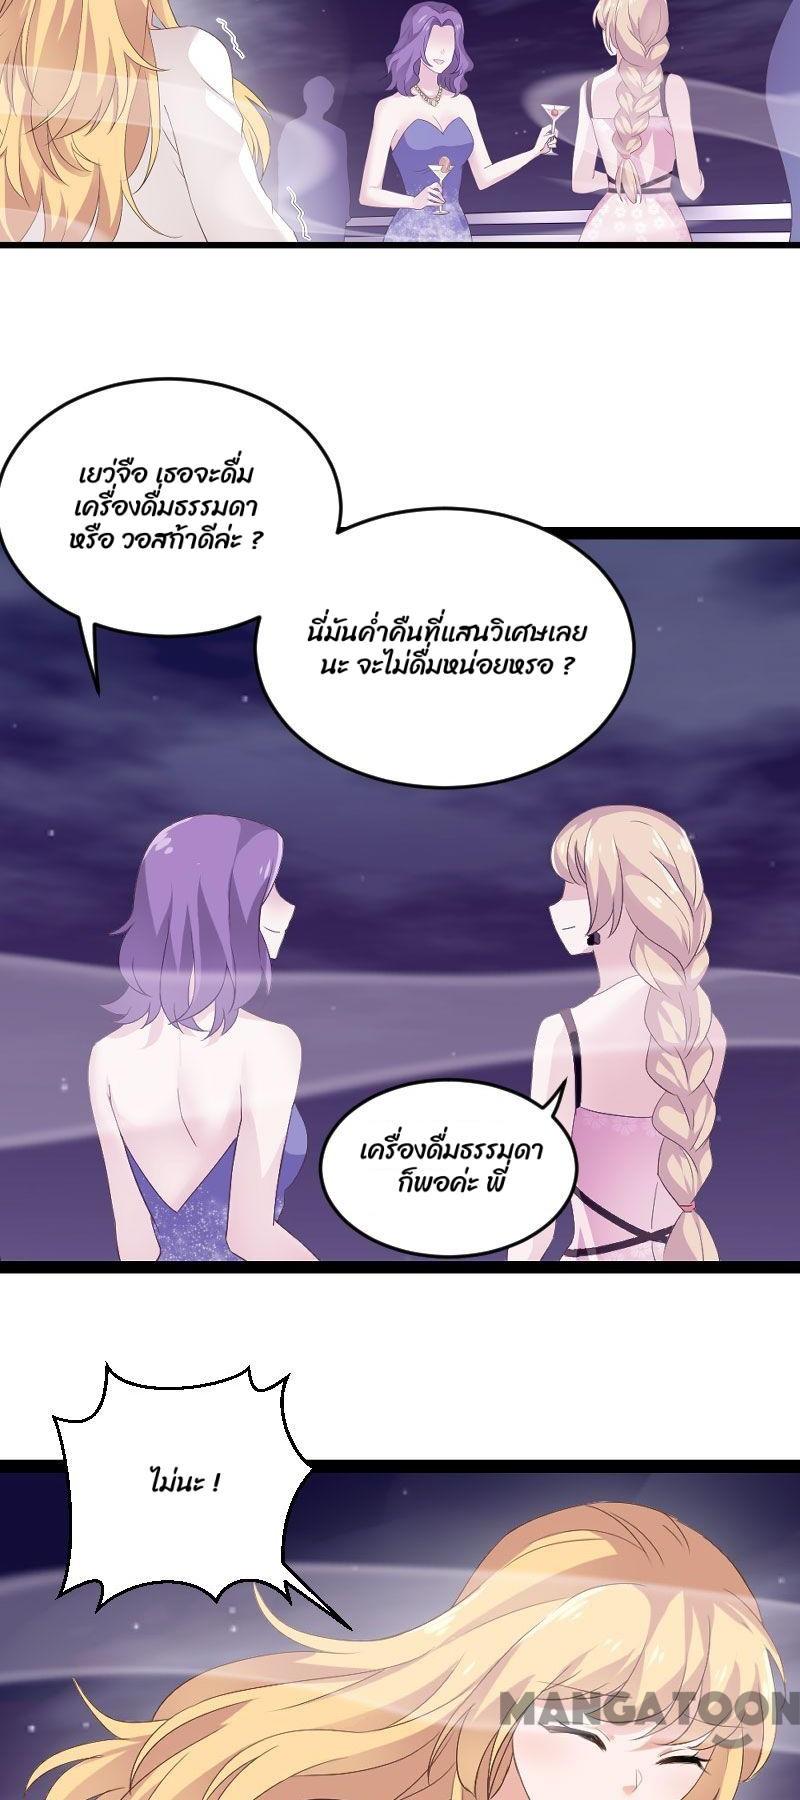 เยว่จือ เธอจะดื่ม
เครื่องดื่มธรรมดา
หรือ วอสก้าดีล่ะ ?
นี่มันค่ำคืนที่แสนวิเศษเลย
นะ จะไม่ดื่มหน่อยหรอ ?
เครื่องดื่มธรรมดา
ก็พอค่ะ พี่
ไม่นะ !
MANGATOON